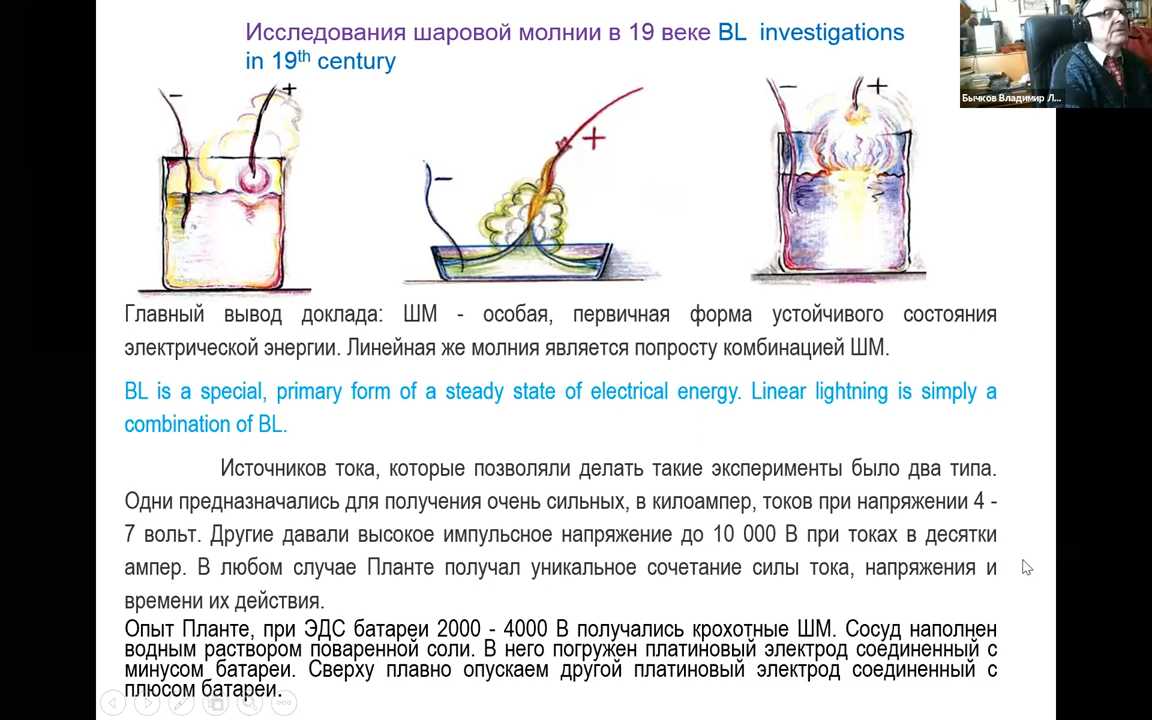 Исследования шаровой молнии в 19 веке BL investigations
in 19th century
Бычков Владимир Л...
- +
- +
- +
Главный вывод доклада: ШМ - особая, первичная форма устойчивого состояния
электрической энергии. Линейная же молния является попросту комбинацией ШМ.
BL is a special, primary form of a steady state of electrical energy. Linear lightning is simply a
combination of BL.
Источников тока, которые позволяли делать такие эксперименты было два типа.
Одни предназначались для получения очень сильных, в килоампер, токов при напряжении 4 -
7 вольт. Другие давали высокое импульсное напряжение до 10 000 В при токах в десятки
ампер. В любом случае Планте получал уникальное сочетание силы тока, напряжения и
времени их действия.
Опыт Планте, при ЭДС батареи 2000 - 4000 В получались крохотные ШМ. Сосуд наполнен
водным раствором поваренной соли. В него погружен платиновый электрод соединенный с
минусом батареи. Сверху плавно опускаем другой платиновый электрод соединенный с
плюсом батареи.